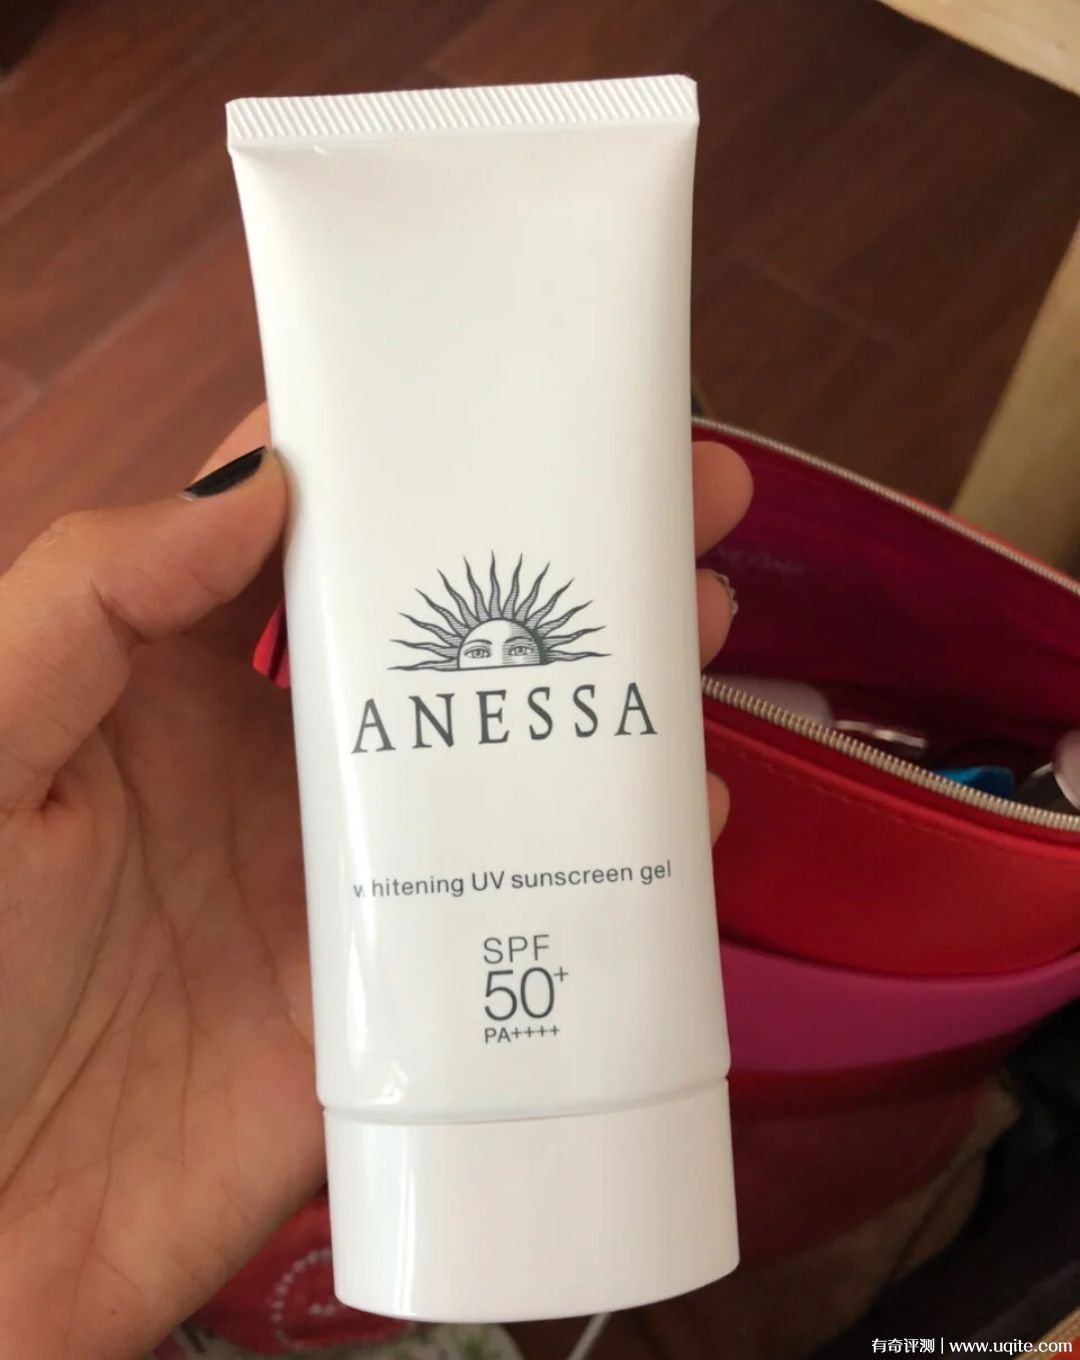 ANESSA
whitening UV sunscreen gel
SPF
50+
PA++++
有奇评测 | www.uqite.com